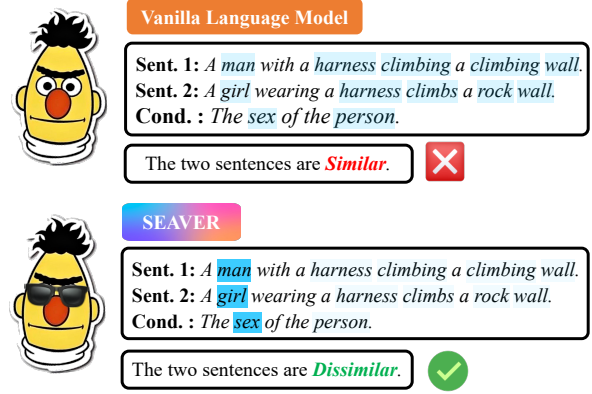 Vanilla Language Model
Sent. 1: A man with a harness climbing a climbing wall.
Sent. 2: A girl wearing a harness climbs a rock wall.
Cond. : The sex of the person.
The two sentences are Similar.
SEAVER
Sent. 1: A man with a harness climbing a climbing wall.
Sent. 2: A girl wearing a harness climbs a rock wall.
Cond. : The sex of the person.
The two sentences are Dissimilar.